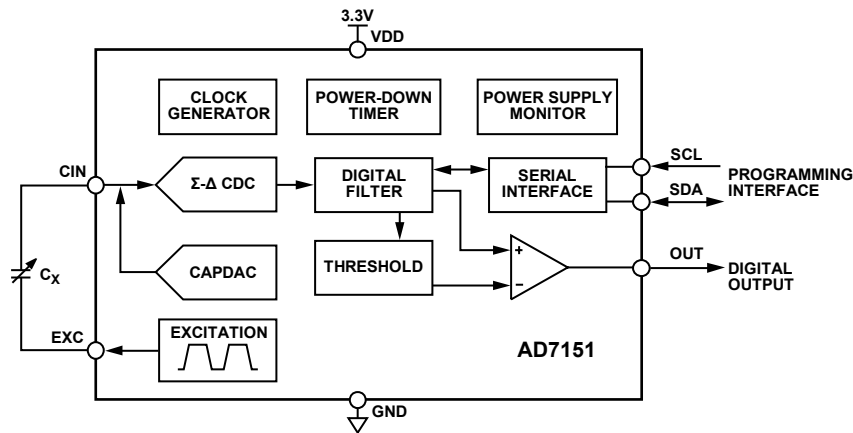 3.3V
VDD
CLOCK
GENERATOR
POWER-DOWN
TIMER
POWER SUPPLY
MONITOR
CIN
Σ-Δ CDC
DIGITAL
FILTER
SERIAL
INTERFACE
SCL
SDA
PROGRAMMING
INTERFACE
CAPDAC
THRESHOLD
+
−
OUT
DIGITAL
OUTPUT
CX
EXC
EXCITATION
AD7151
GND